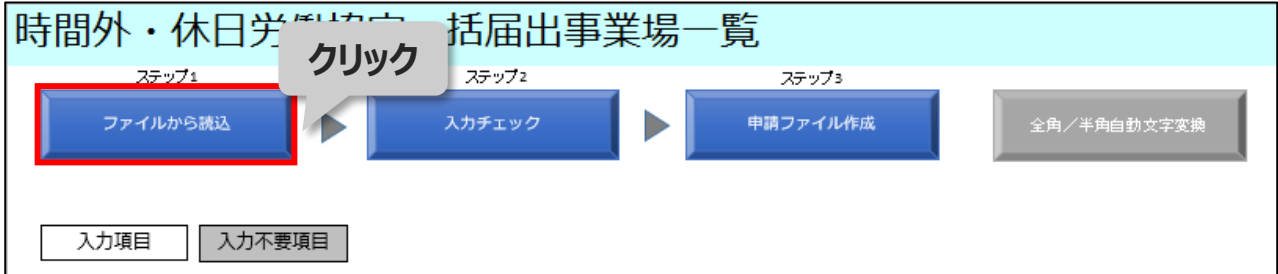 時間外・休日労 括届出事業場一覧
クリック
ステップ1
ステップ2
ステップ3
ファイルから読込
入力チェック
申請ファイル作成
全角／半角自動文字変換
入力項目
入力不要項目